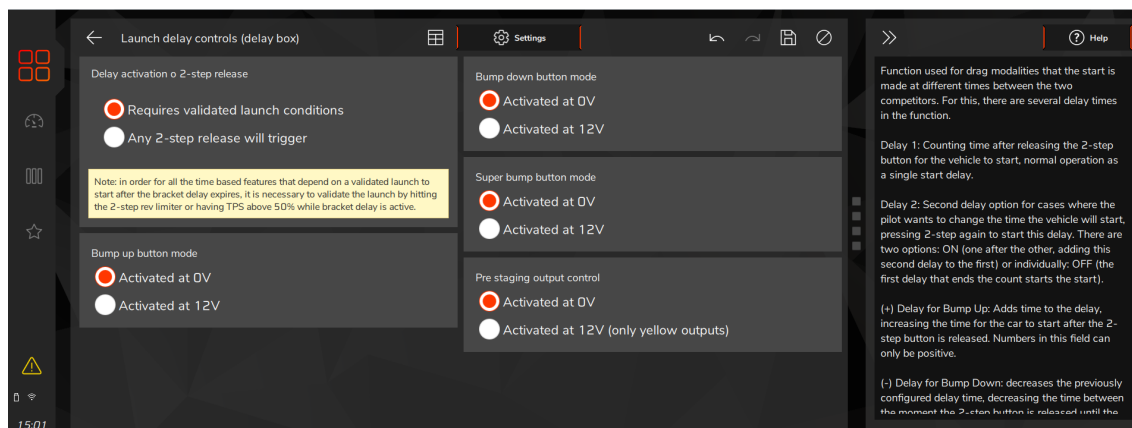 Launch delay controls (delay box)
Settings
Help
Delay activation o 2-step release
Requires validated launch conditions
Any 2-step release will trigger
Note: in order for all the time based features that depend on a validated launch to
start after the bracket delay expires, it is necessary to validate the launch by hitting
the 2-step rev limiter or having TPS above 50% while bracket delay is active.
Bump up button mode
Activated at 0V
Activated at 12V
Bump down button mode
Activated at 0V
Activated at 12V
Super bump button mode
Activated at 0V
Activated at 12V
Pre staging output control
Activated at 0V
Activated at 12V (only yellow outputs)
Function used for drag modalities that the start is
made at different times between the two
competitors. For this, there are several delay times
in the function.
Delay 1: Counting time after releasing the 2-step
button for the vehicle to start, normal operation as
a single start delay.
Delay 2: Second delay option for cases where the
pilot wants to change the time the vehicle will start,
pressing 2-step again to start this delay. There are
two options: ON (one after the other, adding this
second delay to the first) or individually: OFF (the
first delay that ends the count starts the start).
(+) Delay for Bump Up: Adds time to the delay,
increasing the time for the car to start after the 2-
step button is released. Numbers in this field can
only be positive.
(-) Delay for Bump Down: decreases the previously
configured delay time, decreasing the time between
the moment the 2-step button is released until the
15:01